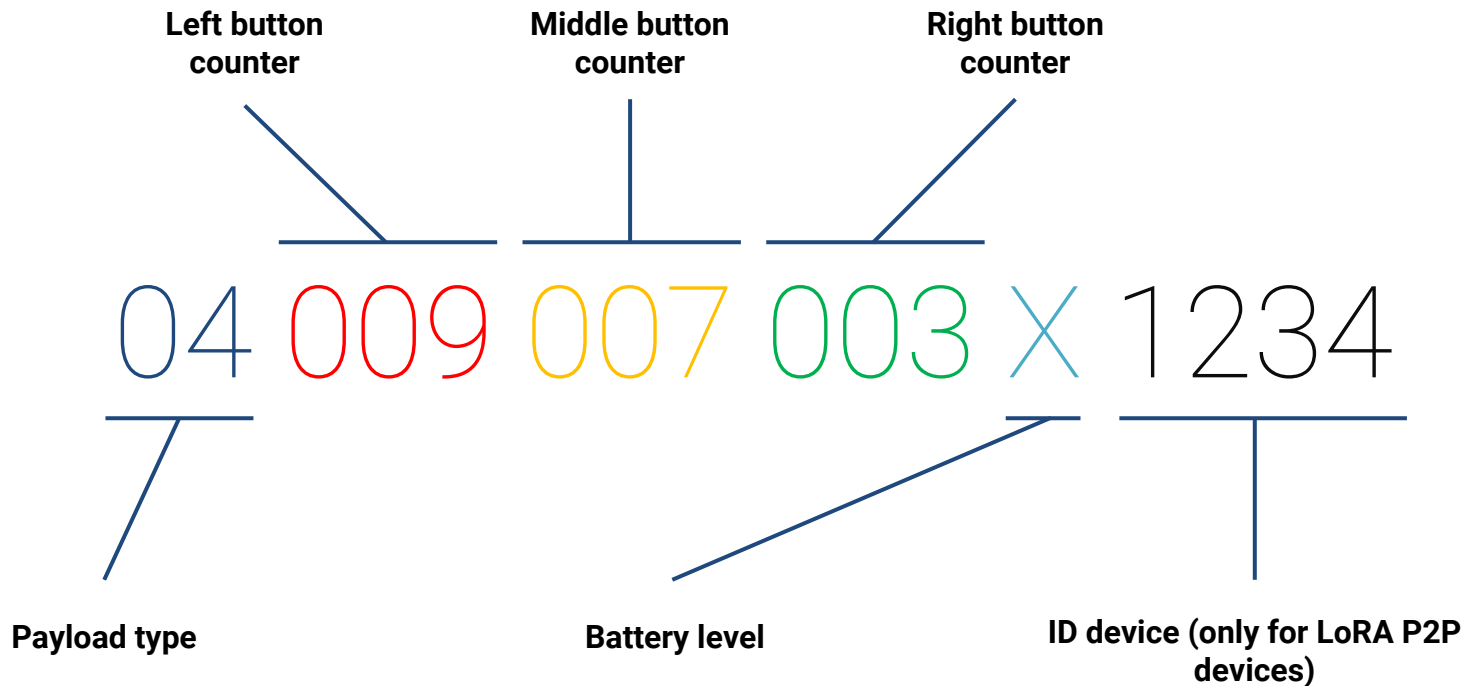 Left button
counter
Middle button
counter
Right button
counter
04 009 007 003 X 1234
Payload type
Battery level
ID device (only for LoRA P2P
devices)